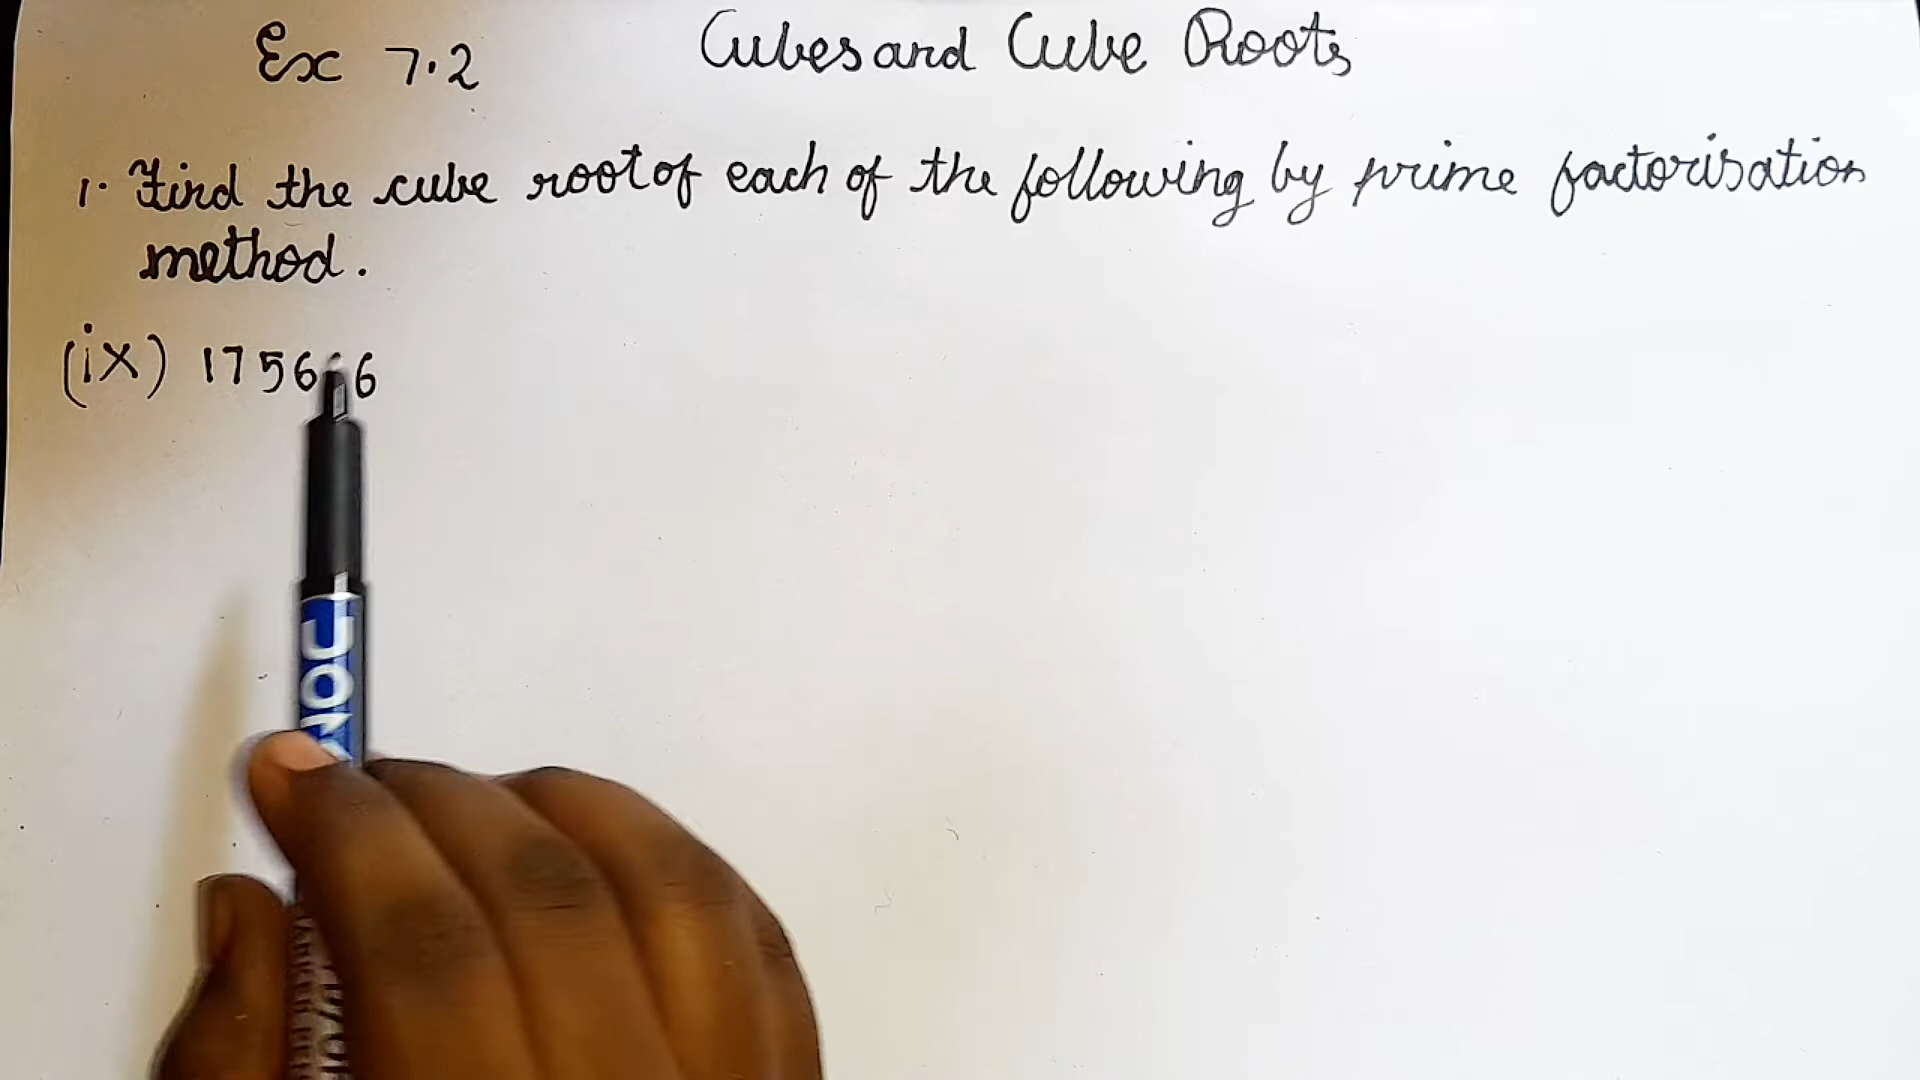 Ex 7.2 Cubes and Cube Roots
1. Find the cube root of each of the following by prime factorisation
method.
(ix)